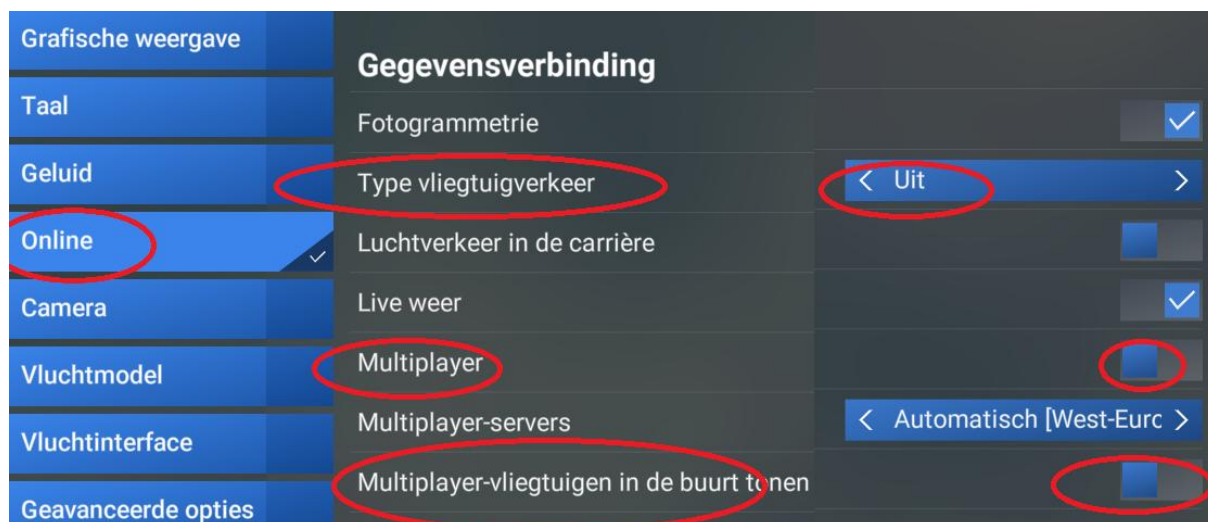 Grafische weergave
Taal
Geluid
Online
Camera
Vluchtmodel
Vluchtinterface
Geavanceerde opties
Gegevensverbinding
Fotogrammetrie
Type vliegtuigverkeer
< Uit >
Luchtverkeer in de carrière
Live weer
Multiplayer
Multiplayer-servers
< Automatisch [West-Eurc >
Multiplayer-vliegtuigen in de buurt tonen